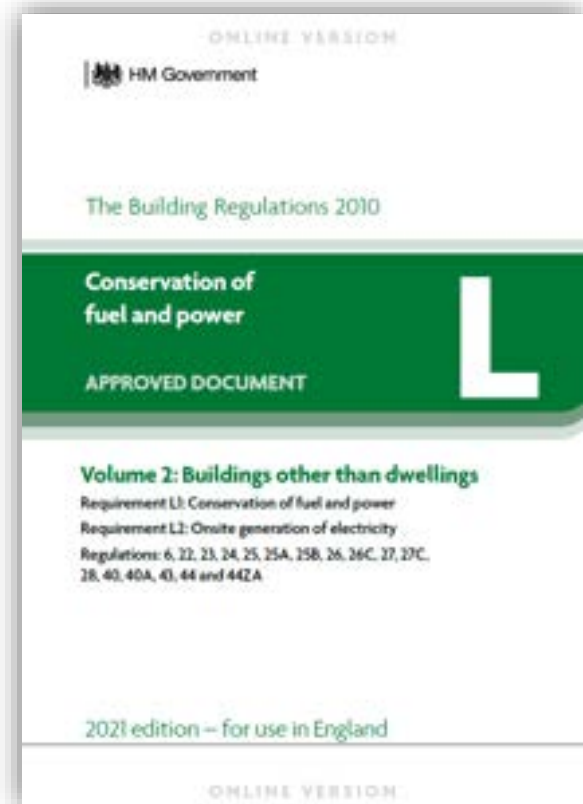 ONLINE VERSION
HM Government
The Building Regulations 2010
Conservation of
fuel and power
L
APPROVED DOCUMENT
Volume 2: Buildings other than dwellings
Requirement L1: Conservation of fuel and power
Requirement L2: Onsite generation of electricity
Regulations: 6, 22, 23, 24, 25, 25A, 25B, 26, 26C, 27, 27C,
28, 40, 40A, 43, 44 and 44ZA
2021 edition – for use in England
ONLINE VERSION